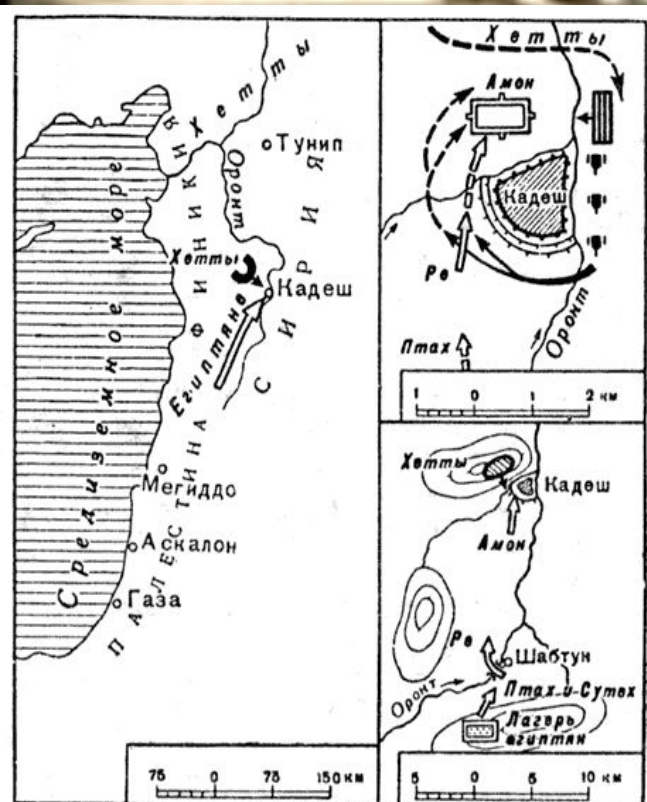 Хетты
Тунип
Оронт
Средиземное море
ФИНИКИЯ
СИРИЯ
Хетты
Кадеш
Египтяне
ПАЛЕСТИНА
Мегиддо
Аскалон
Газа
75 0 75 150 км
Хетты
Амон
Кадеш
Ре
Оронт
Птах
1 0 1 2 км
Хетты
Кадеш
Амон
Ре
Шабтун
Оронт
Птах и Сутех
Лагерь
египтян
5 0 5 10 км